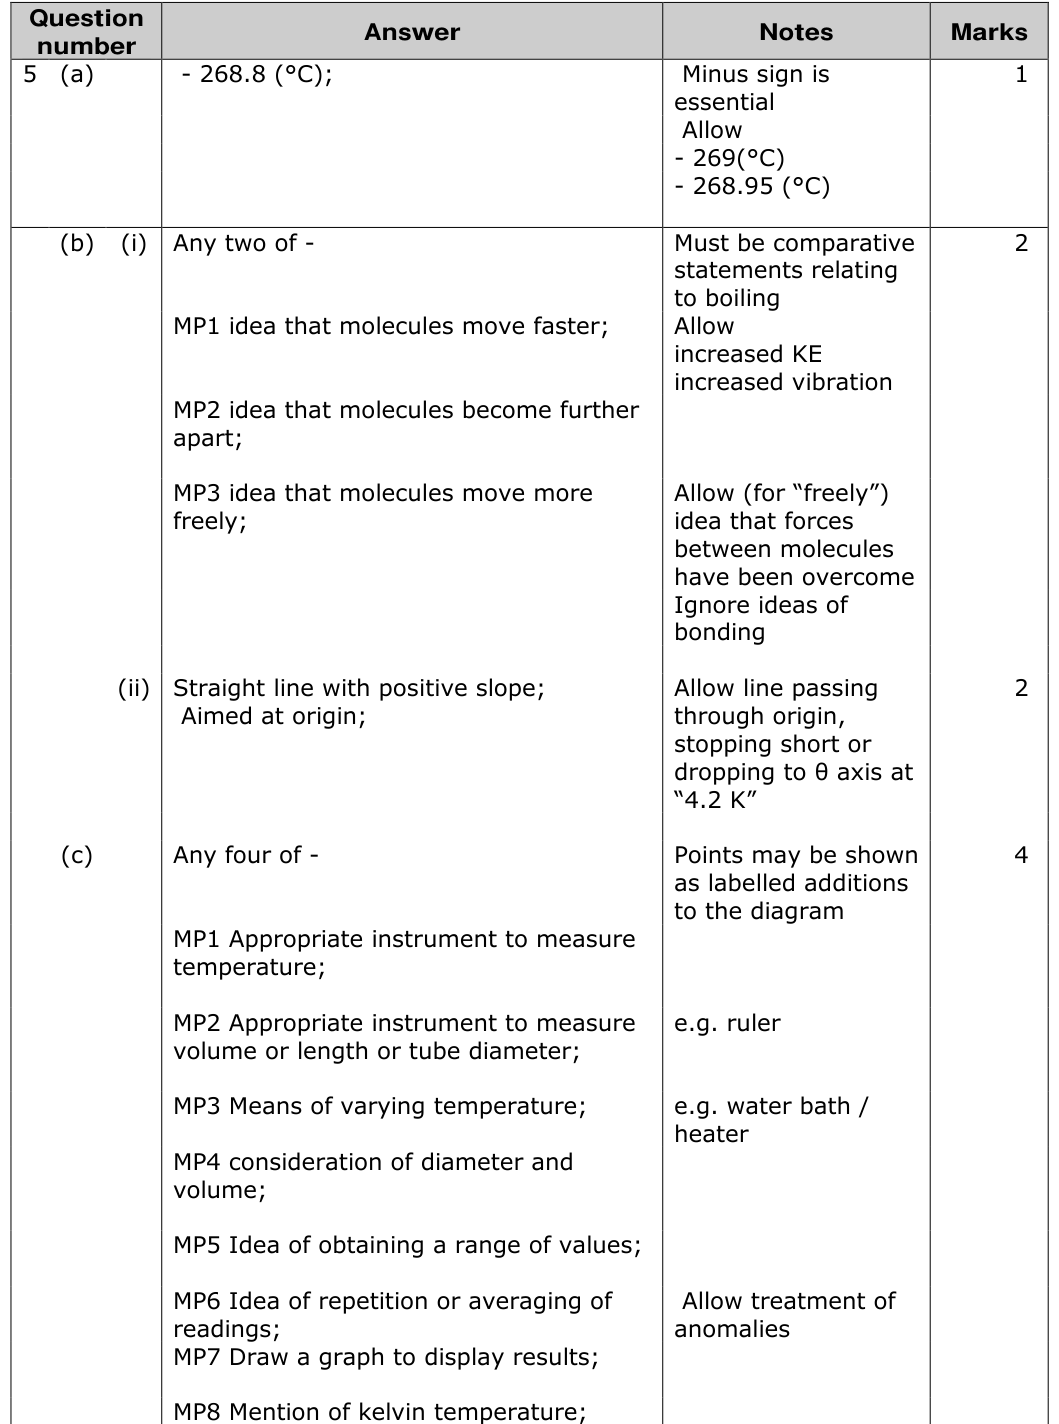 Question number Answer Notes Marks
5 (a) - 268.8 (°C); Minus sign is 1
essential
Allow
- 269(°C)
- 268.95 (°C)
(b) (i) Any two of - Must be comparative 2
statements relating
to boiling
MP1 idea that molecules move faster; Allow
increased KE
increased vibration
MP2 idea that molecules become further
apart;
MP3 idea that molecules move more Allow (for “freely”)
freely; idea that forces
between molecules
have been overcome
Ignore ideas of
bonding
(ii) Straight line with positive slope; Allow line passing 2
Aimed at origin; through origin,
stopping short or
dropping to θ axis at
“4.2 K”
(c) Any four of - Points may be shown 4
as labelled additions
to the diagram
MP1 Appropriate instrument to measure
temperature;
MP2 Appropriate instrument to measure e.g. ruler
volume or length or tube diameter;
MP3 Means of varying temperature; e.g. water bath /
heater
MP4 consideration of diameter and
volume;
MP5 Idea of obtaining a range of values;
MP6 Idea of repetition or averaging of Allow treatment of
readings; anomalies
MP7 Draw a graph to display results;
MP8 Mention of kelvin temperature;